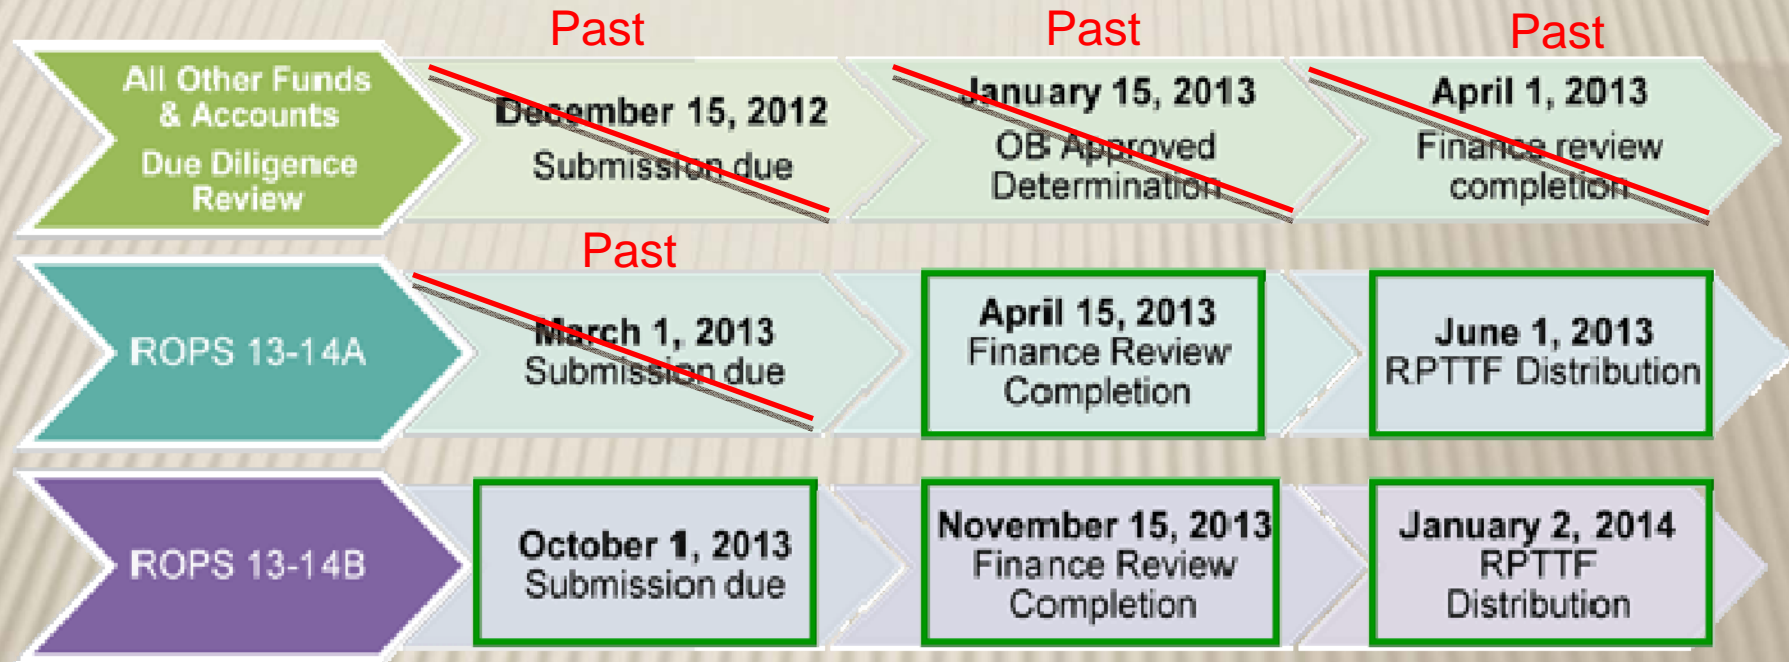 Past
Past
Past
All Other Funds
& Accounts
Due Diligence
Review
December 15, 2012
Submission due
January 15, 2013
OB Approved
Determination
April 1, 2013
Finance review
completion
Past
ROPS 13-14A
March 1, 2013
Submission due
April 15, 2013
Finance Review
Completion
June 1, 2013
RPTTF Distribution
ROPS 13-14B
October 1, 2013
Submission due
November 15, 2013
Finance Review
Completion
January 2, 2014
RPTTF
Distribution